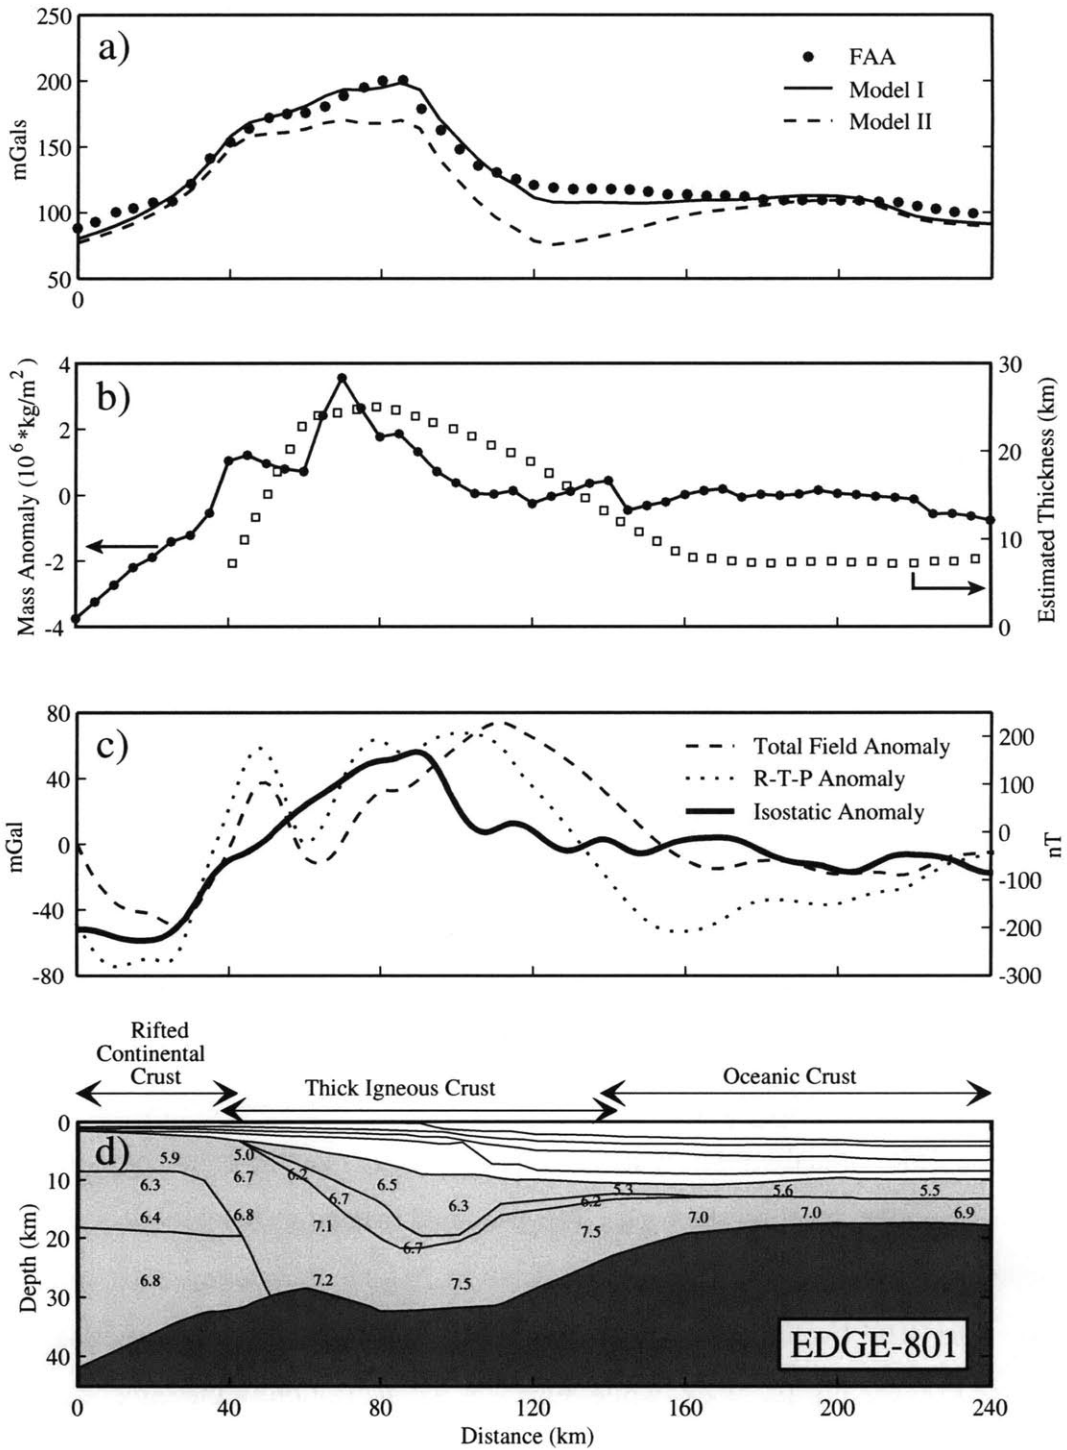 250
a)
200
150
100
50
0
mGals
FAA
Model I
Model II
4
b)
2
0
-2
-4
Mass Anomaly (10^6*kg/m^2)
30
20
10
0
Estimated Thickness (km)
80
c)
40
0
-40
-80
mGal
Total Field Anomaly
R-T-P Anomaly
Isostatic Anomaly
200
100
0
-100
-200
-300
nT
Rifted
Continental
Crust
Thick Igneous Crust
Oceanic Crust
0
d)
10
20
30
40
Depth (km)
5.9
5.0
6.3
6.7
6.2
6.5
5.3
5.6
5.5
6.4
6.8
6.7
6.3
6.2
7.1
6.7
7.5
7.0
7.0
6.9
6.8
7.2
7.5
EDGE-801
0
40
80
120
160
200
240
Distance (km)